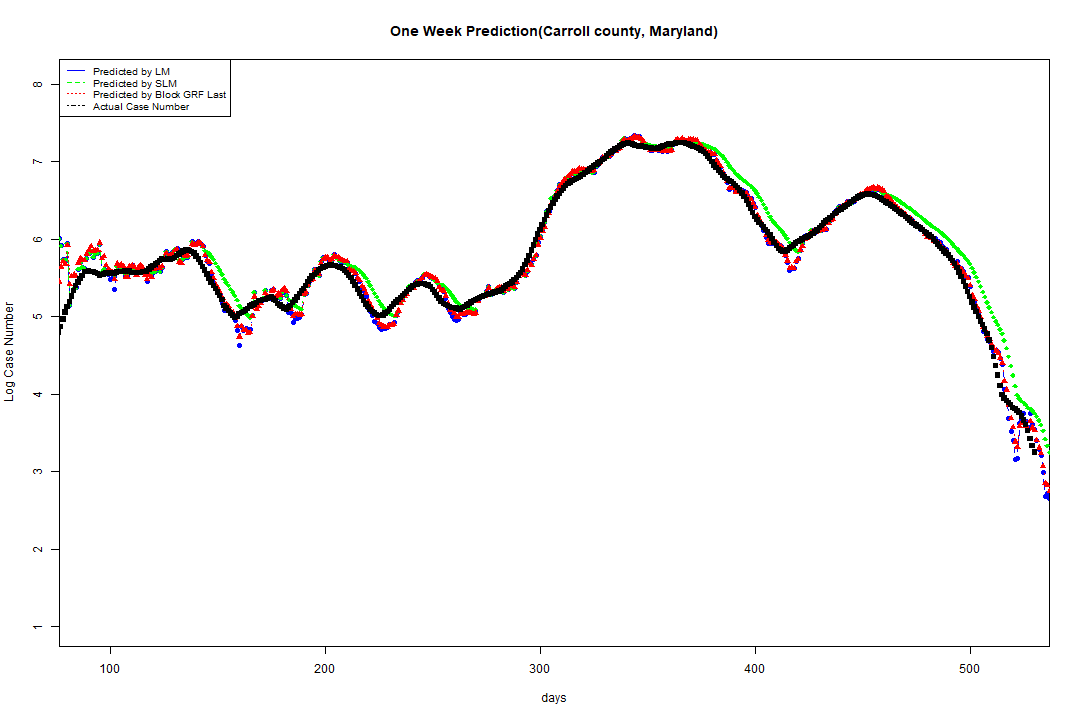 One Week Prediction(Carroll county, Maryland)
Predicted by LM
Predicted by SLM
Predicted by Block GRF Last
Actual Case Number
8
7
6
5
4
3
2
1
Log Case Number
100 200 300 400 500
days